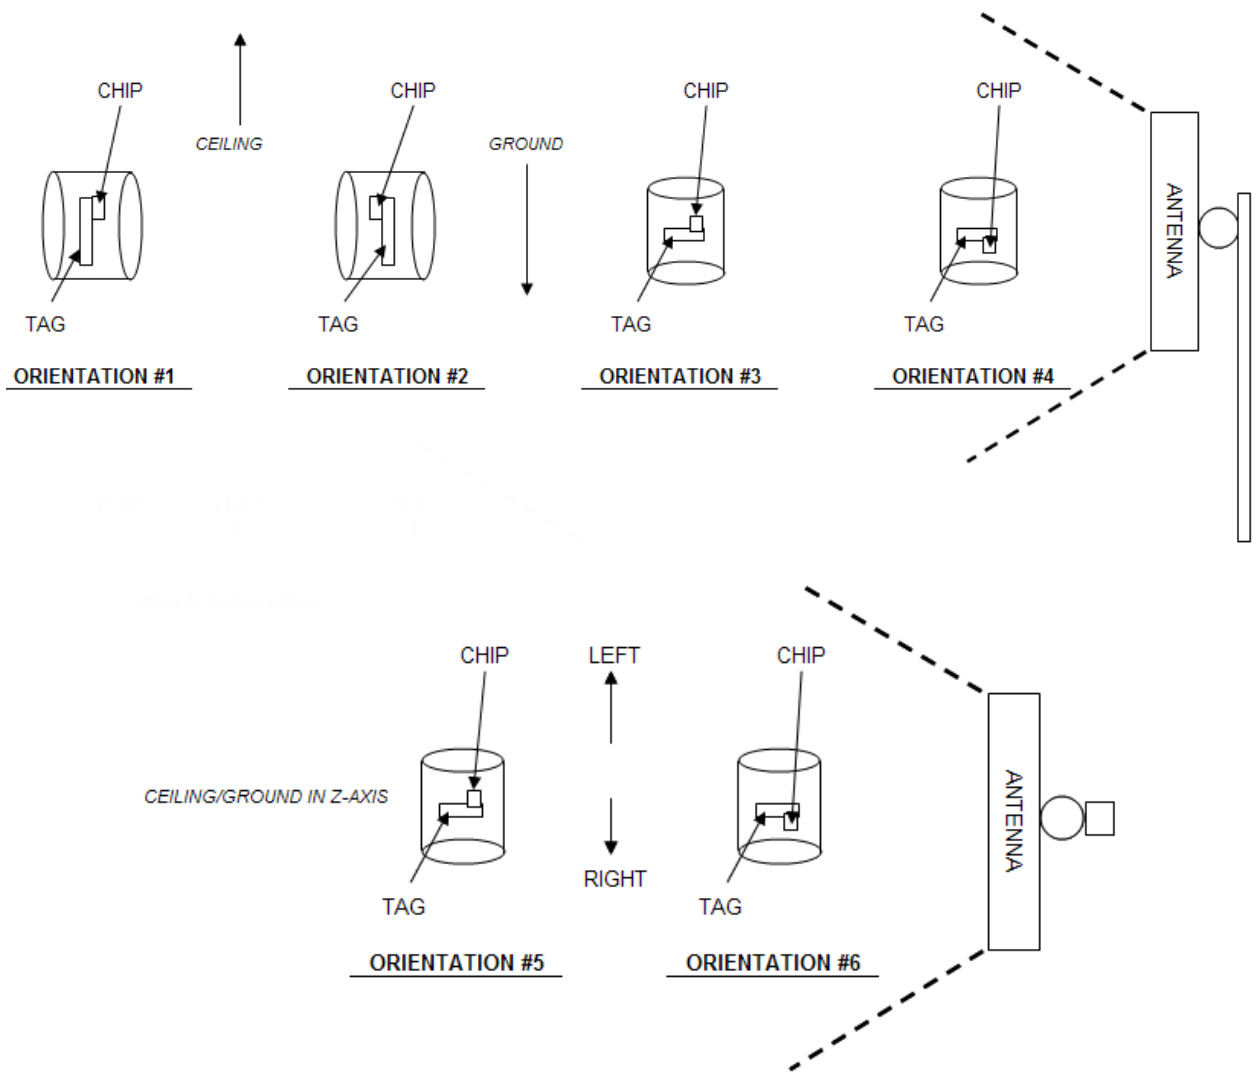 CHIP
CHIP
CHIP
CHIP
CEILING
GROUND
ANTENNA
TAG
TAG
TAG
TAG
ORIENTATION #1
ORIENTATION #2
ORIENTATION #3
ORIENTATION #4
CHIP
LEFT
CHIP
CEILING/GROUND IN Z-AXIS
ANTENNA
RIGHT
TAG
TAG
ORIENTATION #5
ORIENTATION #6